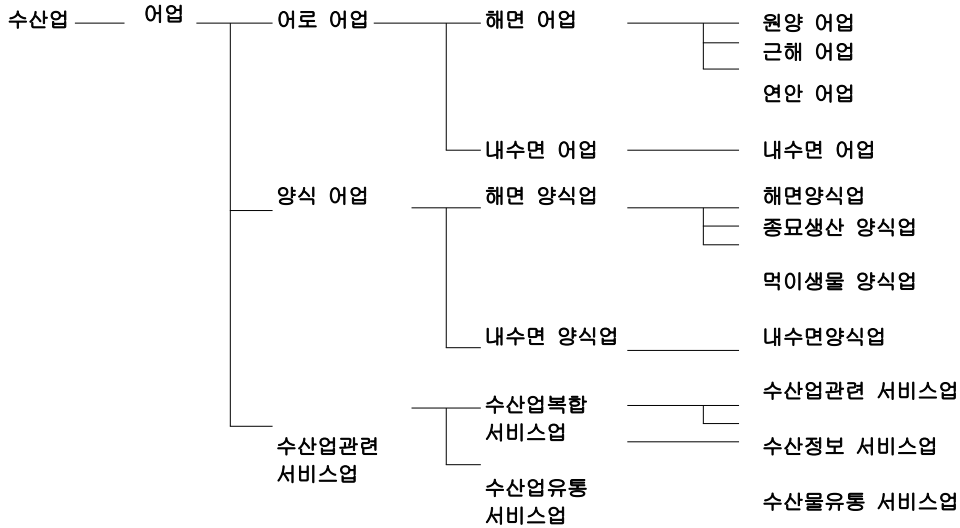 수산업 어업 어로 어업 해면 어업 원양 어업
근해 어업
연안 어업
내수면 어업 내수면 어업
양식 어업 해면 양식업 해면양식업
종묘생산 양식업
먹이생물 양식업
내수면 양식업 내수면양식업
수산업관련 서비스업
수산업복합
서비스업
수산업관련
서비스업
수산정보 서비스업
수산업유통
서비스업
수산물유통 서비스업